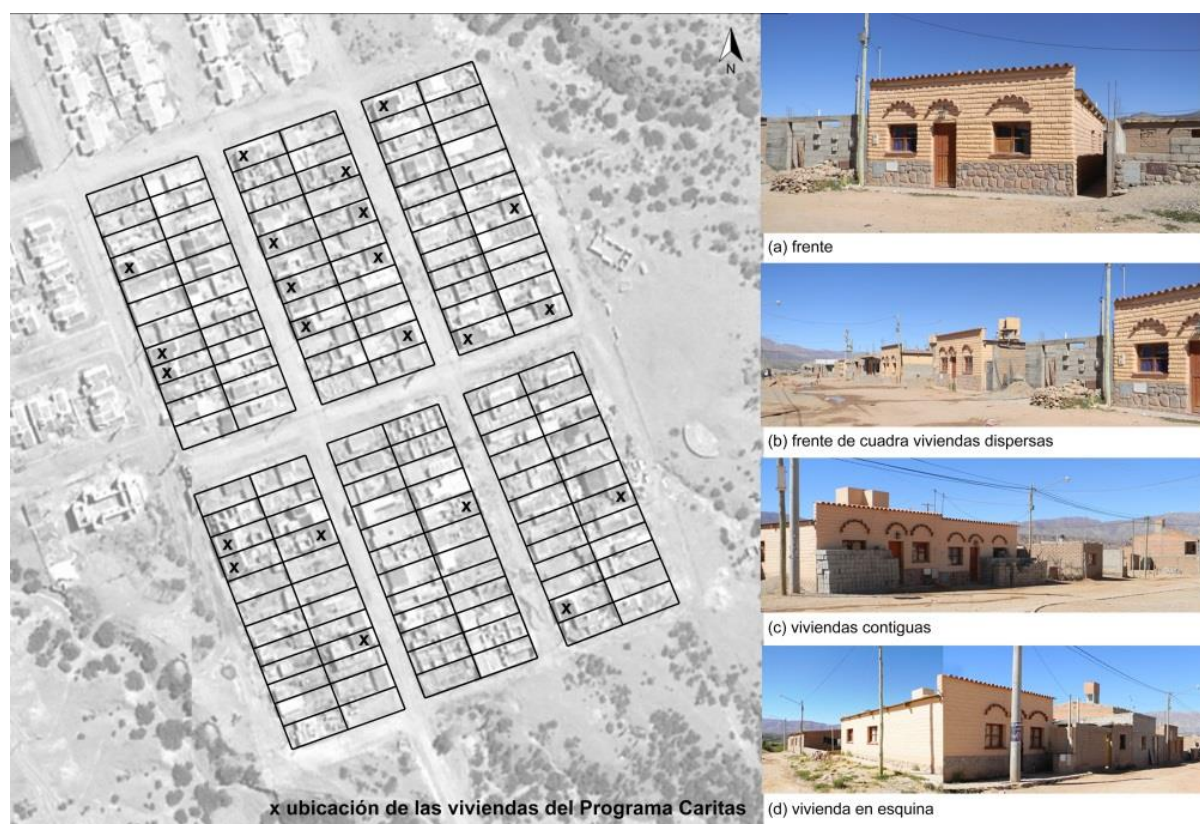 N
x ubicación de las viviendas del Programa Caritas
(a) frente
(b) frente de cuadra viviendas dispersas
(c) viviendas contiguas
(d) vivienda en esquina